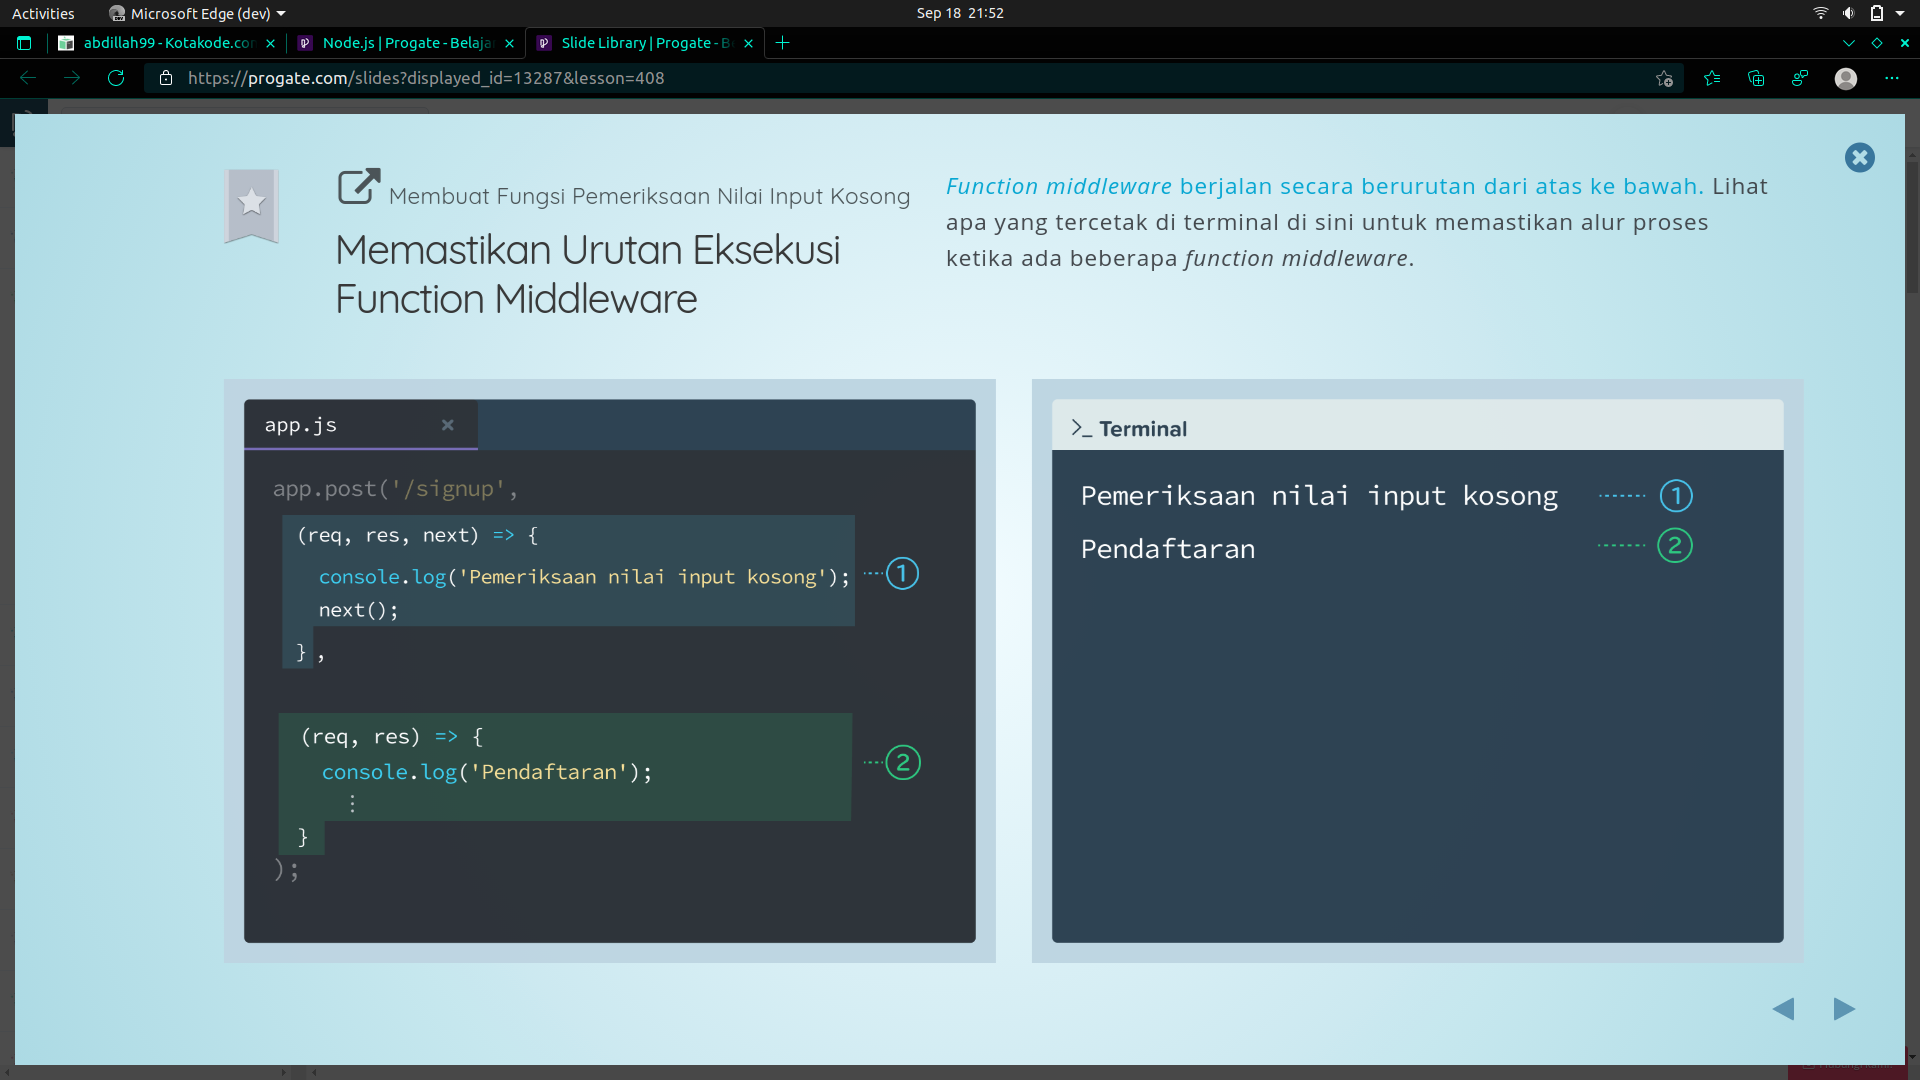 Activities
Microsoft Edge (dev)
Sep 18 21:52
abdillah99 - Kotakode.com
Node.js | Progate - Belaja
Slide Library | Progate - Be
https://progate.com/slides?displayed_id=13287&lesson=408
Membuat Fungsi Pemeriksaan Nilai Input Kosong
Memastikan Urutan Eksekusi
Function Middleware
Function middleware berjalan secara berurutan dari atas ke bawah. Lihat
apa yang tercetak di terminal di sini untuk memastikan alur proses
ketika ada beberapa function middleware.
app.js
app.post('/signup',
(req, res, next) => {
console.log('Pemeriksaan nilai input kosong');
next();
} ,
1
(req, res) => {
console.log('Pendaftaran');
⋮
}
2
);
>_ Terminal
Pemeriksaan nilai input kosong 1
Pendaftaran 2